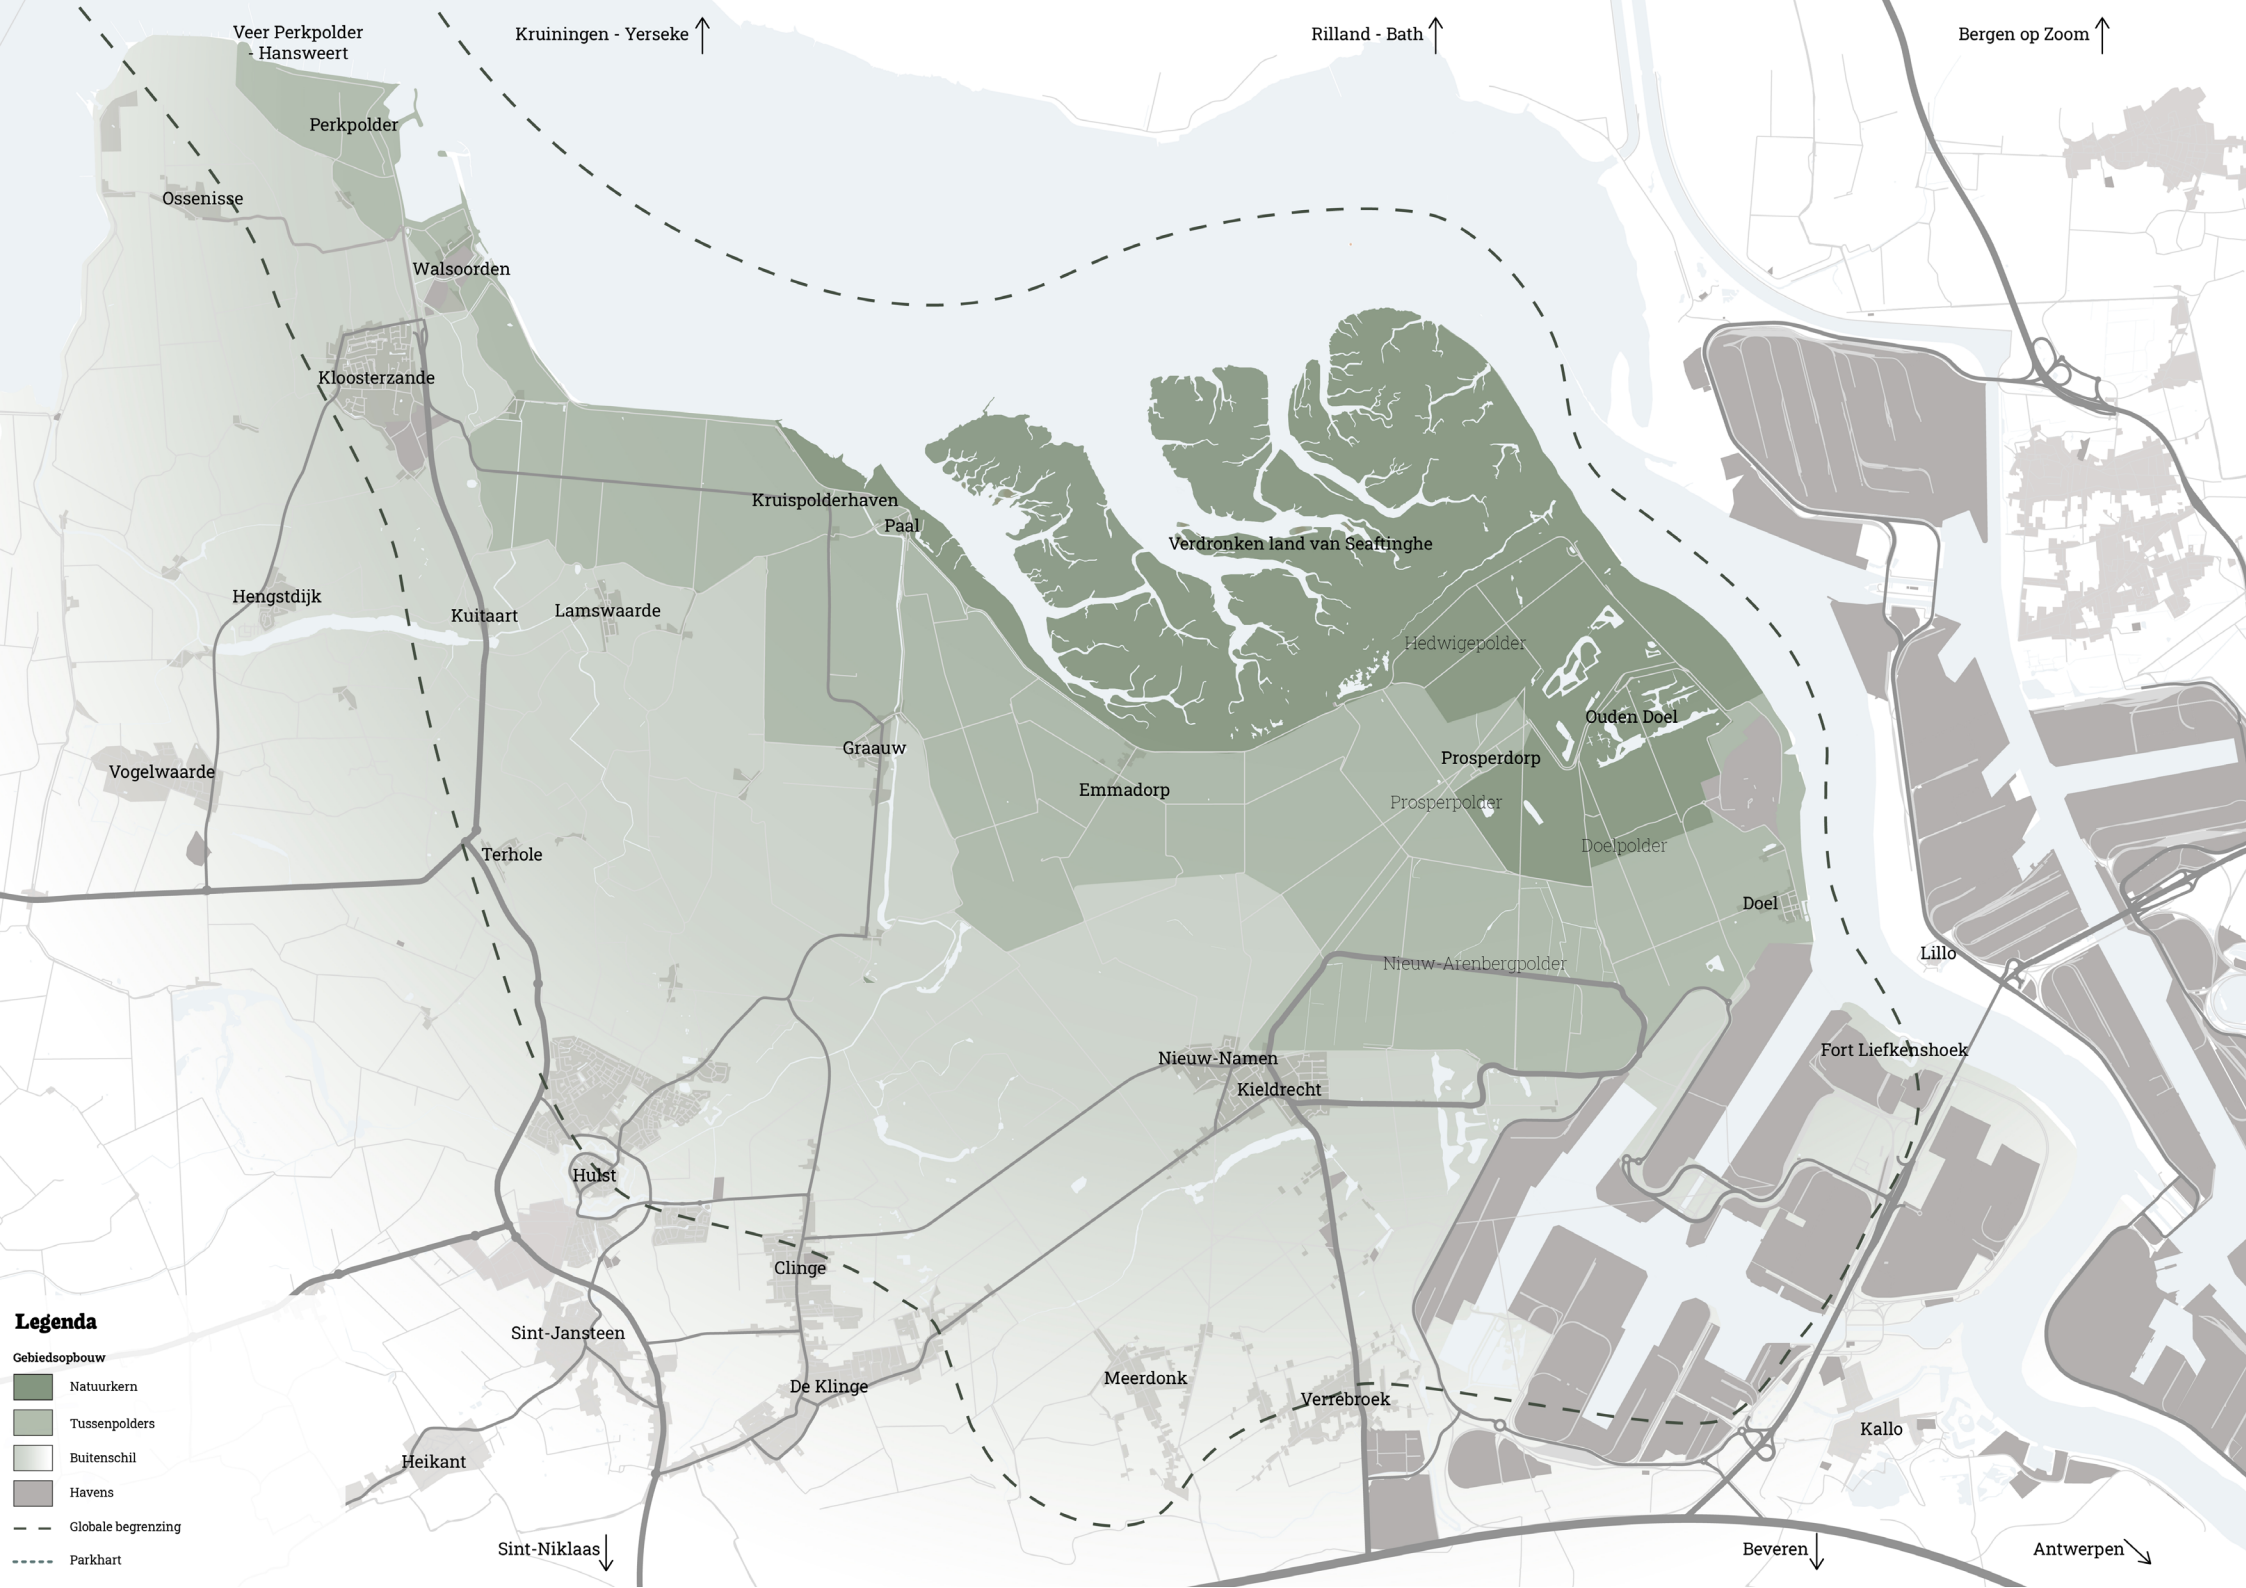 Veer Perkpolder
- Hansweert
Kruiningen - Yerseke
Rilland - Bath
Bergen op Zoom
Perkpolder
Ossenisse
Walsoorden
Kloosterzande
Kruispolderhaven
Paal
Verdronken land van Seaftinghe
Hengstdijk
Kuitaart
Lamswaarde
Hedwigepolder
Ouden Doel
Graauw
Prosperdorp
Vogelwaarde
Emmadorp
Prosperpolder
Terhole
Doelpolder
Doel
Lillo
Nieuw-Arenbergpolder
Nieuw-Namen
Fort Liefkenshoek
Kieldrecht
Hulst
Clinge
Sint-Jansteen
De Klinge
Meerdonk
Verrebroek
Kallo
Heikant
Sint-Niklaas
Beveren
Antwerpen
Legenda
Gebiedsopbouw
Natuurkern
Tussenpolders
Buitenschil
Havens
Globale begrenzing
Parkhart